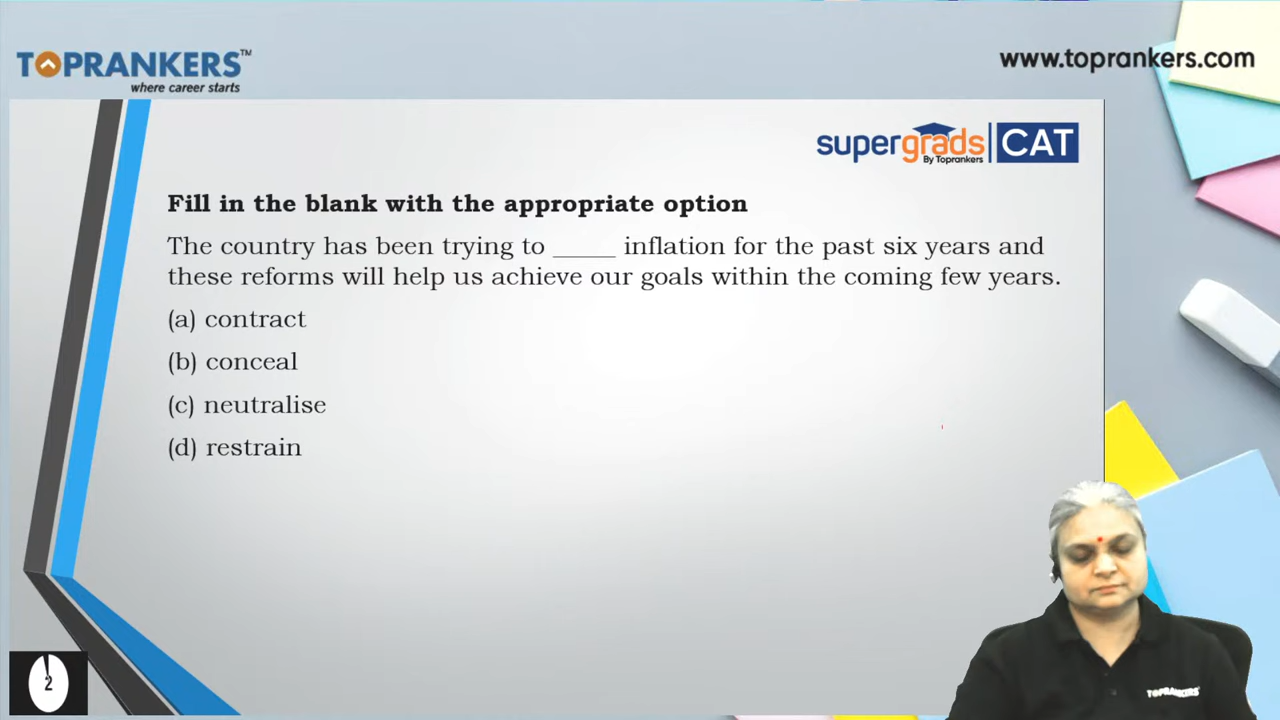 TOPRANKERS™
where career starts
www.toprankers.com
supergrads CAT
By Toprankers
Fill in the blank with the appropriate option
The country has been trying to _____ inflation for the past six years and
these reforms will help us achieve our goals within the coming few years.
(a) contract
(b) conceal
(c) neutralise
(d) restrain
2
TOPRANKERS